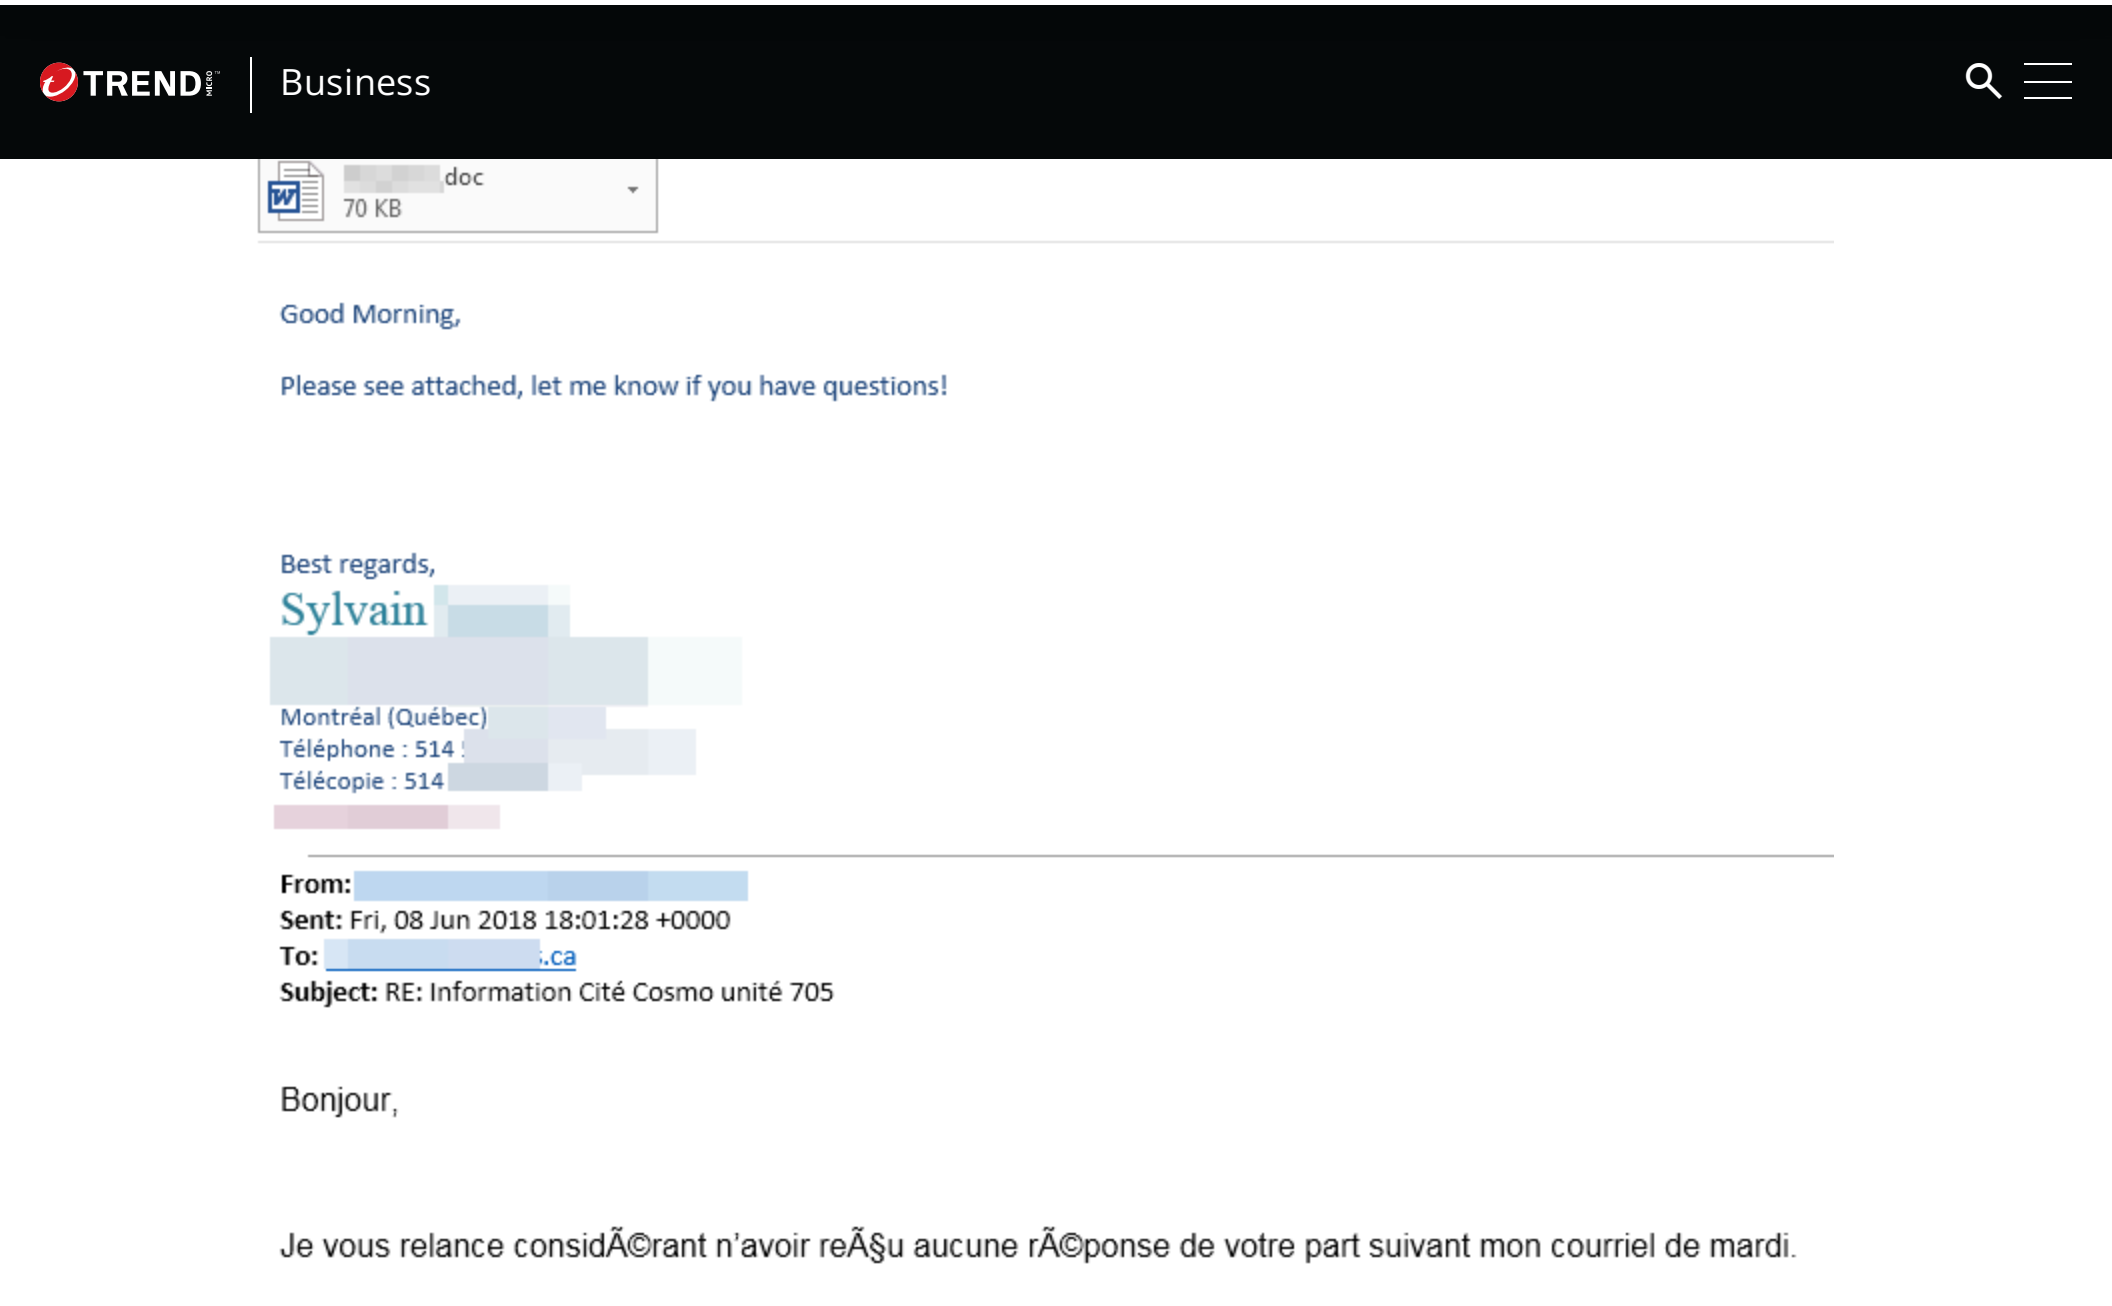 TREND MICRO™
Business
.doc
70 KB
Good Morning,
Please see attached, let me know if you have questions!
Best regards,
Sylvain
Montréal (Québec)
Téléphone : 514
Télécopie : 514
From:
Sent: Fri, 08 Jun 2018 18:01:28 +0000
To: .ca
Subject: RE: Information Cité Cosmo unité 705
Bonjour,
Je vous relance considÃ©rant n’avoir reÃ§u aucune rÃ©ponse de votre part suivant mon courriel de mardi.